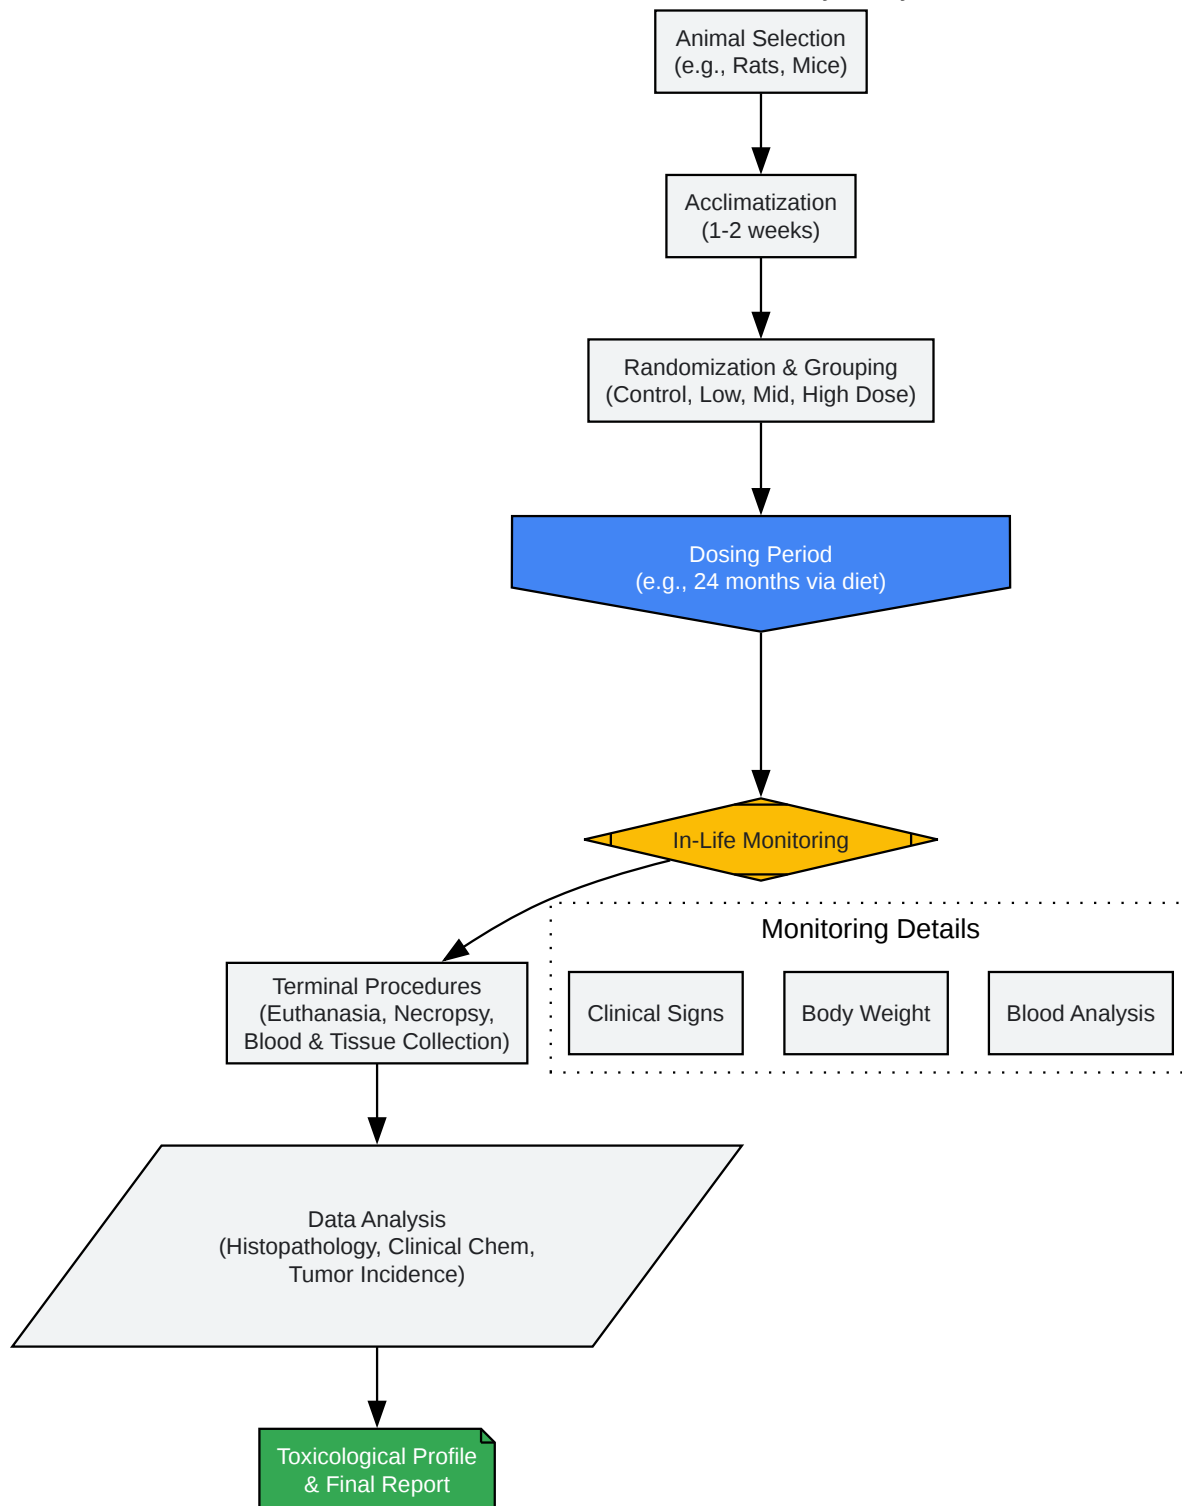 Animal Selection
(e.g., Rats, Mice)
Acclimatization
(1-2 weeks)
Randomization & Grouping
(Control, Low, Mid, High Dose)
Dosing Period
(e.g., 24 months via diet)
In-Life Monitoring
Monitoring Details
Clinical Signs
Body Weight
Blood Analysis
Terminal Procedures
(Euthanasia, Necropsy,
Blood & Tissue Collection)
Data Analysis
(Histopathology, Clinical Chem,
Tumor Incidence)
Toxicological Profile
& Final Report